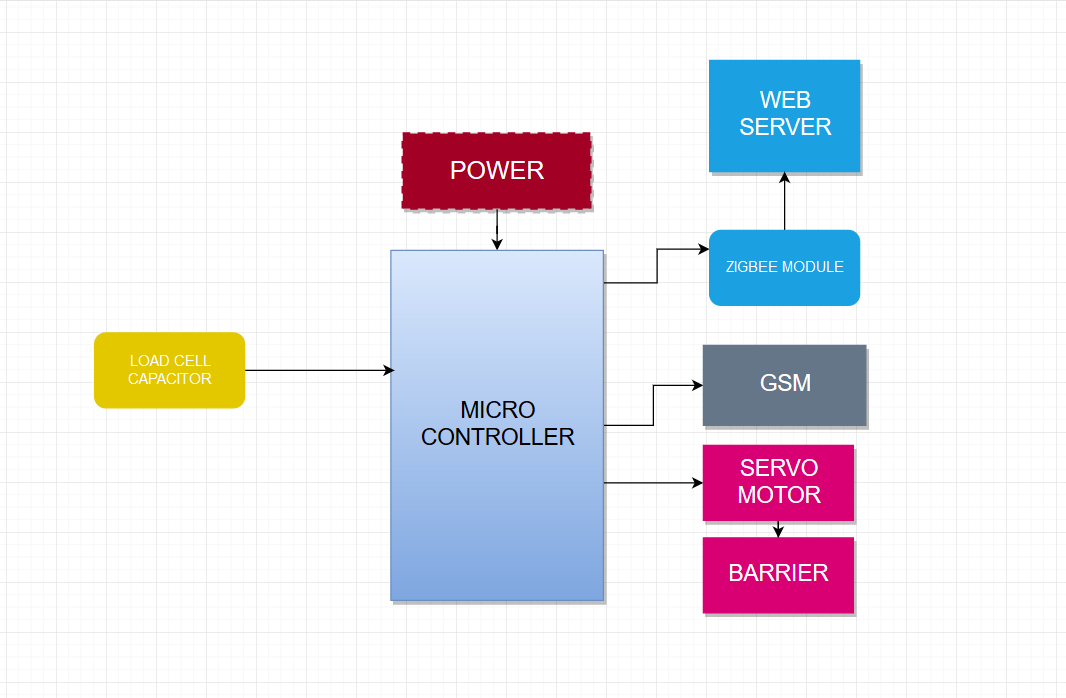 WEB
SERVER
POWER
ZIGBEE MODULE
LOAD CELL
CAPACITOR
MICRO
CONTROLLER
GSM
SERVO
MOTOR
BARRIER